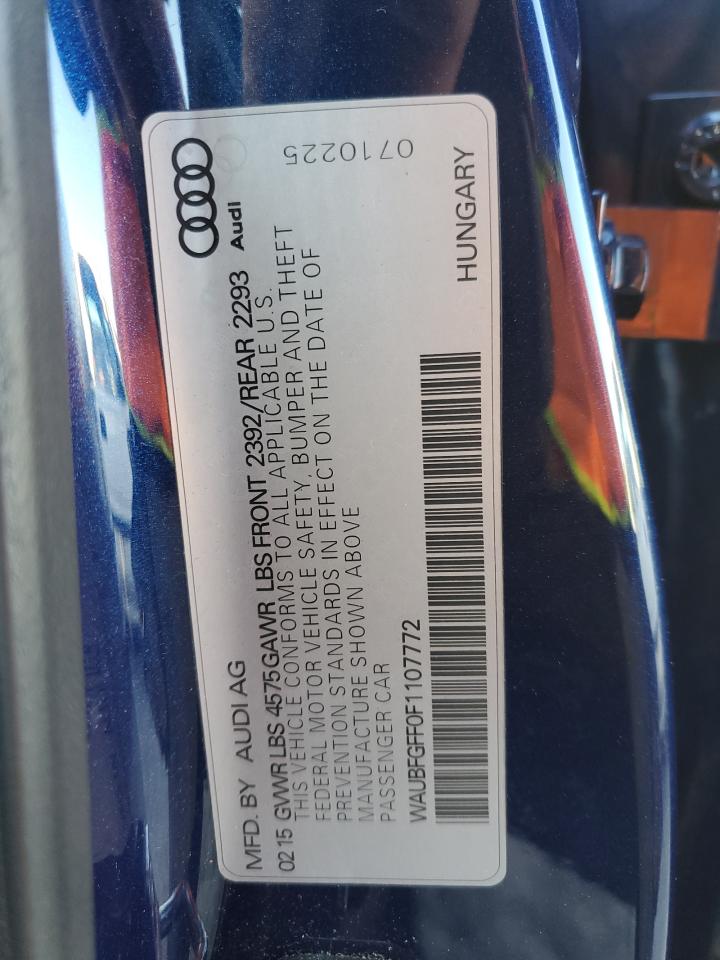 MFD. BY AUDI AG
Audi
0215 GVWR LBS 4575GAWR LBS FRONT 2392/REAR 2293
THIS VEHICLE CONFORMS TO ALL APPLICABLE U.S.
FEDERAL MOTOR VEHICLE SAFETY, BUMPER AND THEFT
PREVENTION STANDARDS IN EFFECT ON THE DATE OF
MANUFACTURE SHOWN ABOVE
PASSENGER CAR
WAUBFGFF0F1107772
HUNGARY
0710225